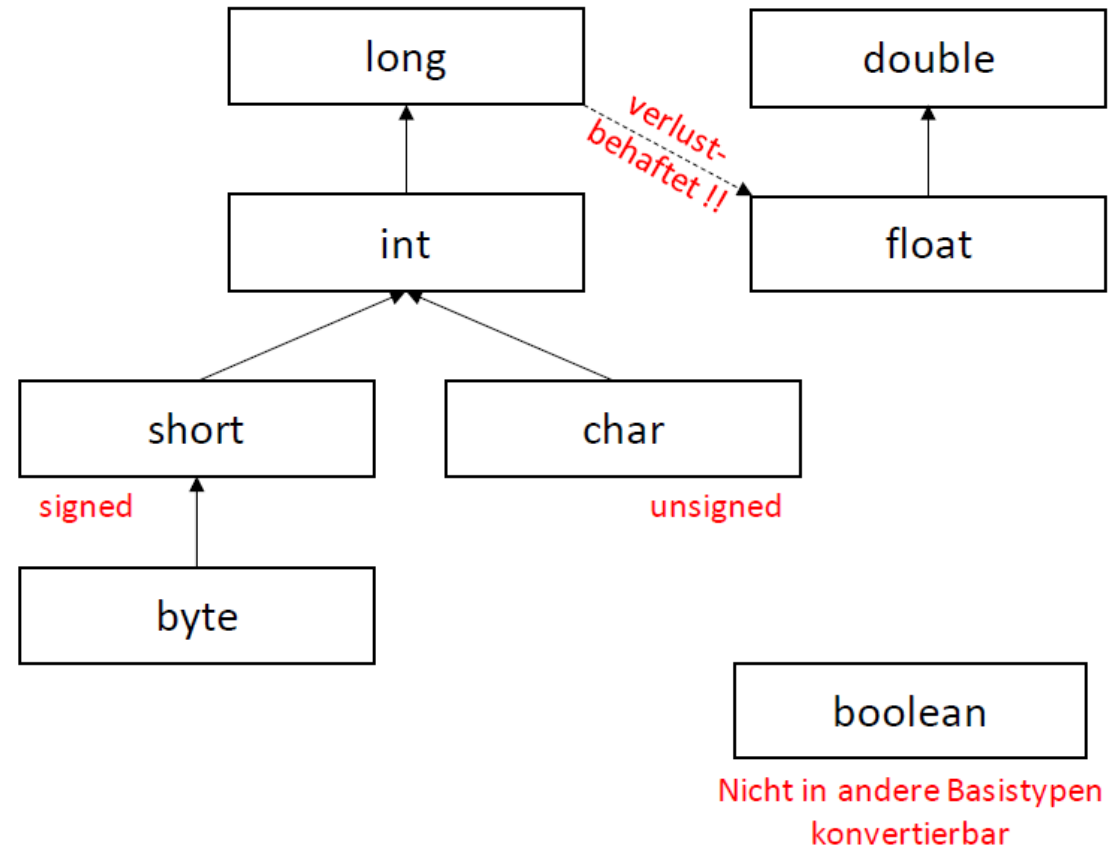 long
double
verlust-
behaftet !!
int
float
short
char
signed
unsigned
byte
boolean
Nicht in andere Basistypen
konvertierbar